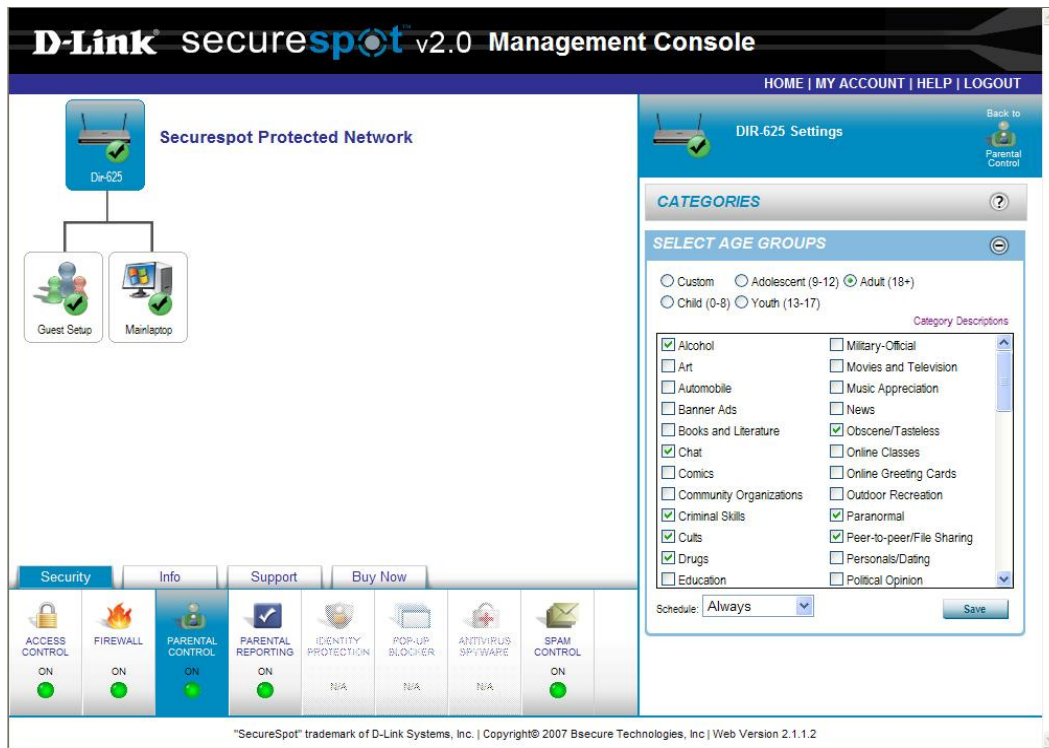 D-Link securespot™ v2.0 Management Console
HOME | MY ACCOUNT | HELP | LOGOUT
Dir-625
Securespot Protected Network
Guest Setup
Mainlaptop
DIR-625 Settings
Back to
Parental
Control
CATEGORIES
?
SELECT AGE GROUPS
Custom Adolescent (9-12) Adult (18+)
Child (0-8) Youth (13-17)
Category Descriptions
Alcohol Military-Official
Art Movies and Television
Automobile Music Appreciation
Banner Ads News
Books and Literature Obscene/Tasteless
Chat Online Classes
Comics Online Greeting Cards
Community Organizations Outdoor Recreation
Criminal Skills Paranormal
Cults Peer-to-peer/File Sharing
Drugs Personals/Dating
Education Political Opinion
Schedule: Always Save
Security Info Support Buy Now
ACCESS CONTROL
ON
FIREWALL
ON
PARENTAL CONTROL
ON
PARENTAL REPORTING
ON
IDENTITY PROTECTION
N/A
POP-UP BLOCKER
N/A
ANTIVIRUS SPYWARE
N/A
SPAM CONTROL
ON
"SecureSpot" trademark of D-Link Systems, Inc. | Copyright© 2007 Bsecure Technologies, Inc | Web Version 2.1.1.2